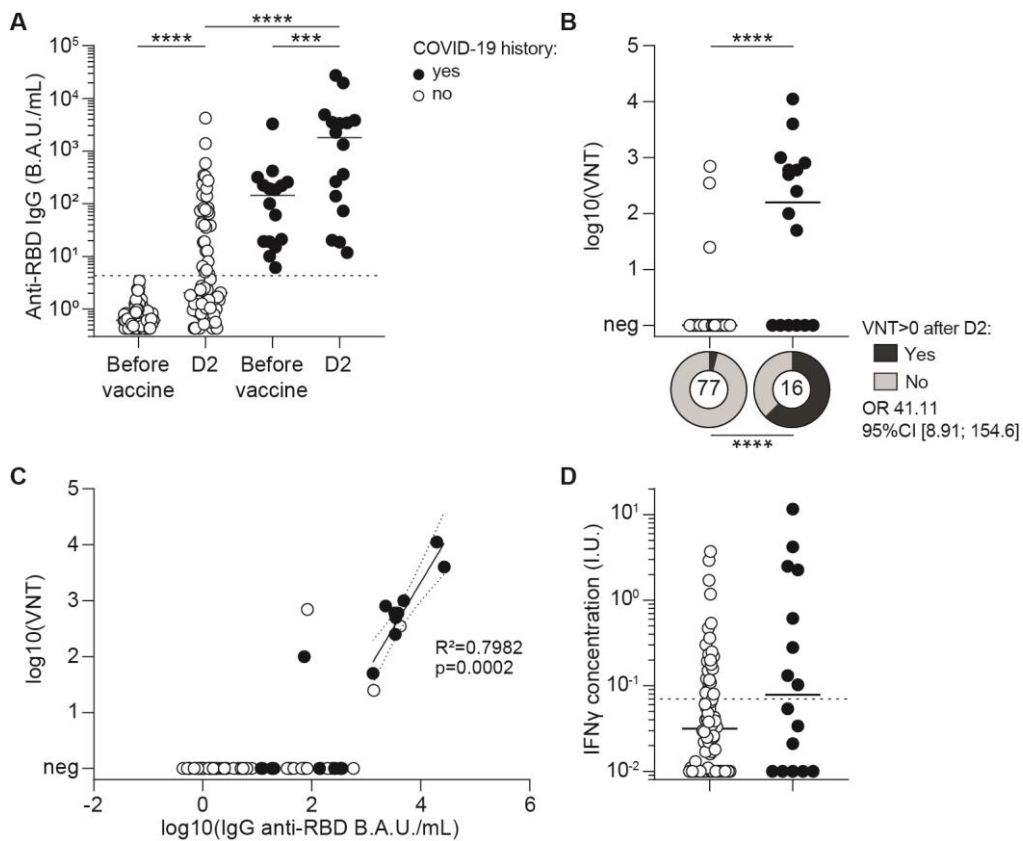 A
****
****
***
COVID-19 history:
yes
no
Anti-RBD IgG (B.A.U./mL)
10⁵
10⁴
10³
10²
10¹
10⁰
Before vaccine
D2
Before vaccine
D2
B
****
log10(VNT)
5
4
3
2
1
neg
77
16
****
VNT>0 after D2:
Yes
No
OR 41.11
95%CI [8.91; 154.6]
C
log10(VNT)
5
4
3
2
1
neg
R²=0.7982
p=0.0002
-2
0
2
4
6
log10(IgG anti-RBD B.A.U./mL)
D
IFNγ concentration (I.U.)
10¹
10⁰
10⁻¹
10⁻²